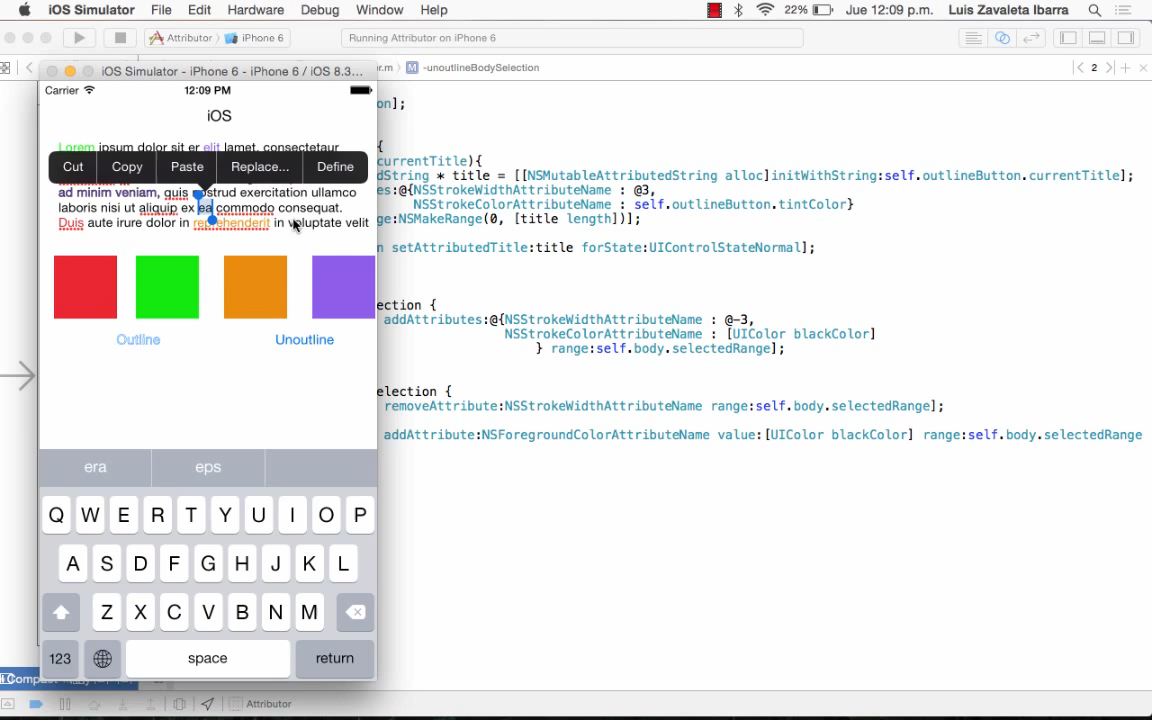 iOS Simulator File Edit Hardware Debug Window Help 22% Jue 12:09 p.m. Luis Zavaleta Ibarra
Attributor iPhone 6 Running Attributor on iPhone 6
iOS Simulator - iPhone 6 - iPhone 6 / iOS 8.3... r.m -unoutlineBodySelection 2
Carrier 12:09 PM
iOS
on];
Lorem ipsum dolor sit er elit lamet, consectetaur
{
Cut Copy Paste Replace... Define
currentTitle){
dString * title = [[NSMutableAttributedString alloc]initWithString:self.outlineButton.currentTitle];
es:@{NSStrokeWidthAttributeName : @3,
ad minim veniam, quis nostrud exercitation ullamco
NSStrokeColorAttributeName : self.outlineButton.tintColor}
laboris nisi ut aliquip ex ea commodo consequat.
ge:NSMakeRange(0, [title length])];
Duis aute irure dolor in reprehenderit in voluptate velit
n setAttributedTitle:title forState:UIControlStateNormal];
ection {
addAttributes:@{NSStrokeWidthAttributeName : @-3,
NSStrokeColorAttributeName : [UIColor blackColor]
} range:self.body.selectedRange];
Outline Unoutline
election {
removeAttribute:NSStrokeWidthAttributeName range:self.body.selectedRange];
addAttribute:NSForegroundColorAttributeName value:[UIColor blackColor] range:self.body.selectedRange
era eps
Q W E R T Y U I O P
A S D F G H J K L
Z X C V B N M
123 space return
Attributor